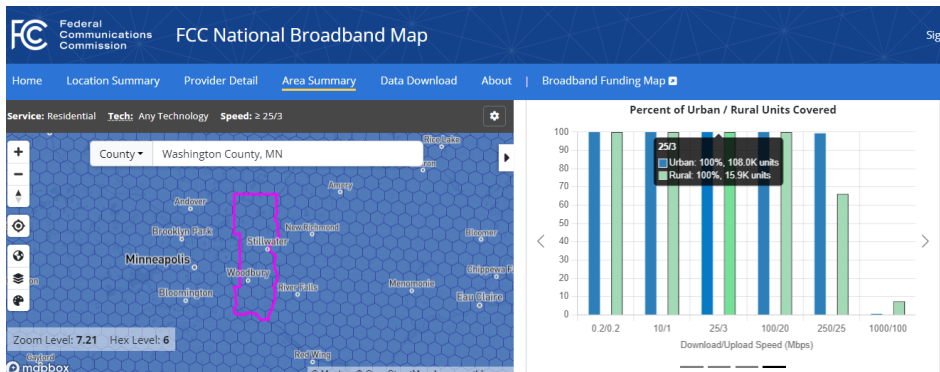 FC
Federal
Communications
Commission
FCC National Broadband Map
Sig
Home Location Summary Provider Detail Area Summary Data Download About | Broadband Funding Map
Service: Residential Tech: Any Technology Speed: ≥ 25/3
County Washington County, MN
Rice Lake
Amery
Andover
Brooklyn Park
New Richmond
Stillwater
Bloomer
Minneapolis
Woodbury
Chippewa F
Bloomington
River Falls
Menomonie
Eau Claire
Zoom Level: 7.21 Hex Level: 6
Gaylord
Red Wing
mapbox
Percent of Urban / Rural Units Covered
100
90
80
70
60
50
40
30
20
10
0
25/3
Urban: 100%, 108.0K units
Rural: 100%, 15.9K units
0.2/0.2 10/1 25/3 100/20 250/25 1000/100
Download/Upload Speed (Mbps)